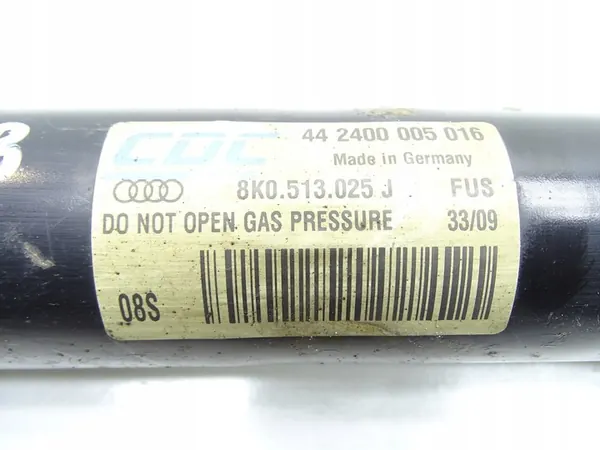 CDC 44 2400 005 016
Made in Germany
8K0.513.025 J FUS
DO NOT OPEN GAS PRESSURE 33/09
08S